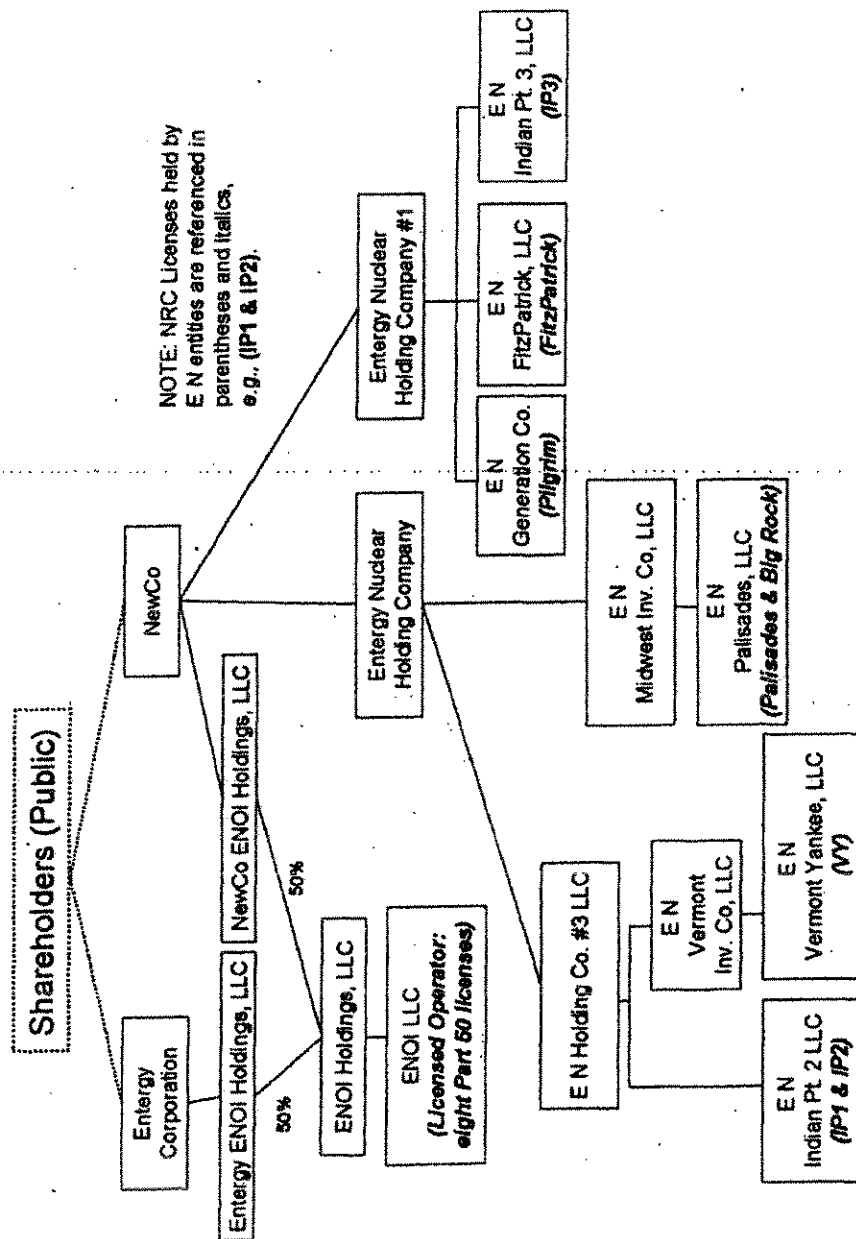 Shareholders (Public)
Entergy
Corporation
NewCo
NOTE: NRC Licenses held by
E N entities are referenced in
parentheses and italics,
e.g., (IP1 & IP2).
Entergy ENOI Holdings, LLC
NewCo ENOI Holdings, LLC
50%
50%
ENOI Holdings, LLC
ENOI LLC
(Licensed Operator:
eight Part 50 licenses)
Entergy Nuclear
Holding Company
Entergy Nuclear
Holding Company #1
E N Holding Co. #3 LLC
E N
Midwest Inv. Co, LLC
E N
Generation Co.
(Pilgrim)
E N
FitzPatrick, LLC
(FitzPatrick)
E N
Indian Pt. 3, LLC
(IP3)
E N
Vermont
Inv. Co, LLC
E N
Palisades, LLC
(Palisades & Big Rock)
E N
Indian Pt. 2 LLC
(IP1 & IP2)
E N
Vermont Yankee, LLC
(VY)